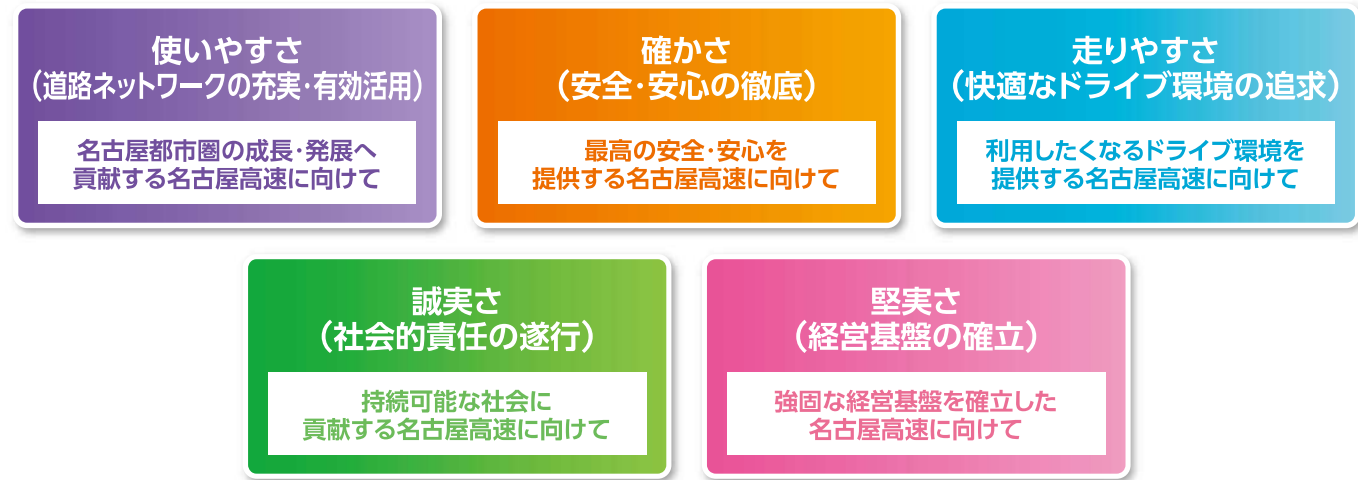 使いやすさ
（道路ネットワークの充実・有効活用）
名古屋都市圏の成長・発展へ
貢献する名古屋高速に向けて
確かさ
（安全・安心の徹底）
最高の安全・安心を
提供する名古屋高速に向けて
走りやすさ
（快適なドライブ環境の追求）
利用したくなるドライブ環境を
提供する名古屋高速に向けて
誠実さ
（社会的責任の遂行）
持続可能な社会に
貢献する名古屋高速に向けて
堅実さ
（経営基盤の確立）
強固な経営基盤を確立した
名古屋高速に向けて